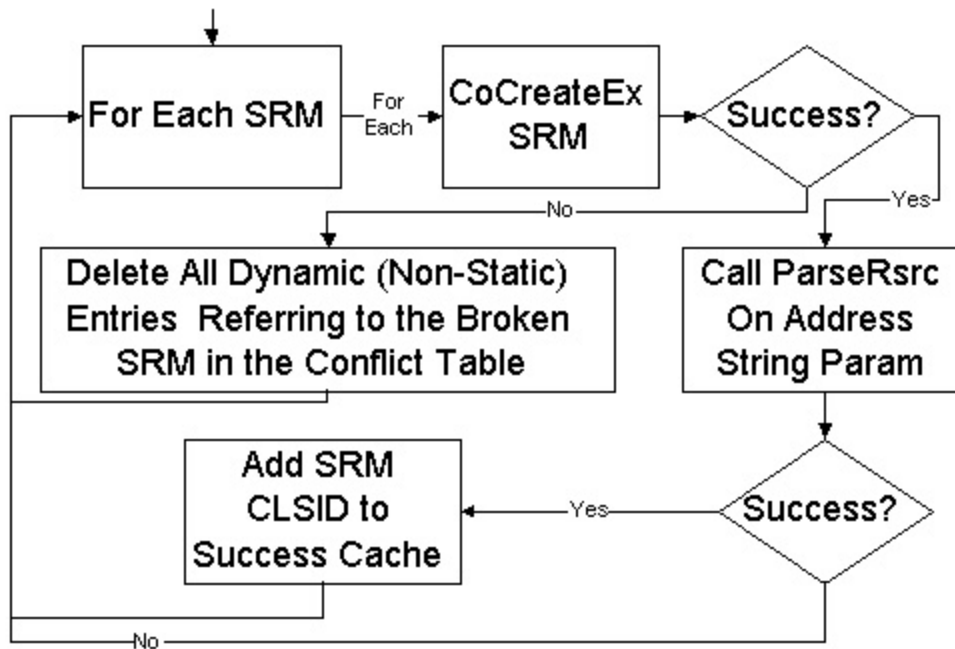 For Each SRM
For
Each
CoCreateEx
SRM
Success?
Yes
No
Delete All Dynamic (Non-Static)
Entries Referring to the Broken
SRM in the Conflict Table
Call ParseRsrc
On Address
String Param
Add SRM
CLSID to
Success Cache
Yes
Success?
No